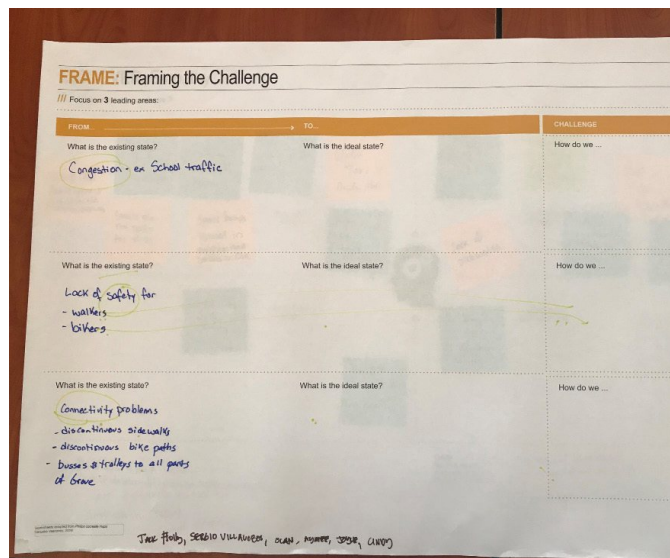 FRAME: Framing the Challenge
/// Focus on 3 leading areas:
FROM... TO... CHALLENGE
What is the existing state? What is the ideal state? How do we ...
Congestion - ex School traffic
What is the existing state? What is the ideal state? How do we ...
Lack of safety for
- walkers
- bikers
What is the existing state? What is the ideal state? How do we ...
Connectivity problems
- discontinuous sidewalks
- discontinuous bike paths
- busses & trolleys to all parts
of Grove
Jack, SERGIO, CINDY